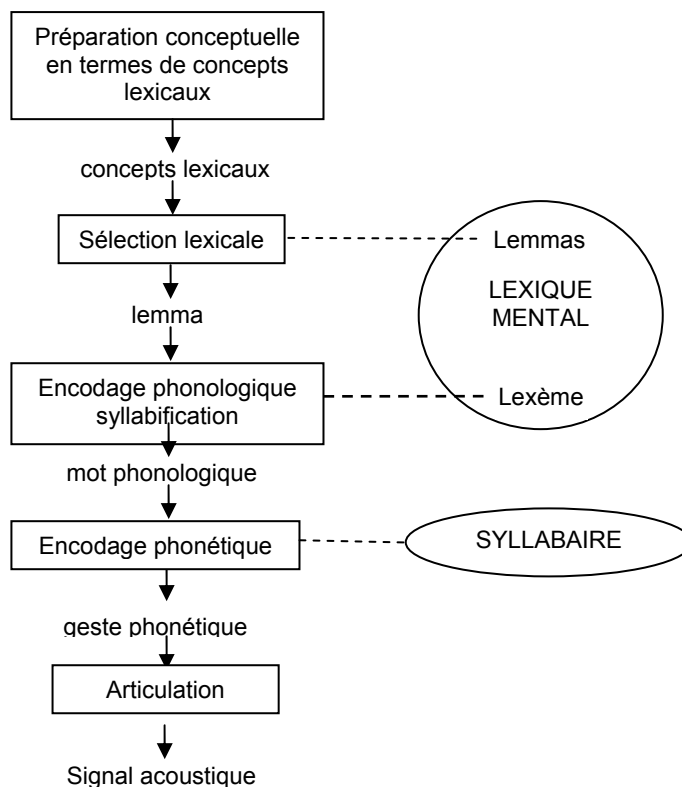 Préparation conceptuelle
en termes de concepts
lexicaux
concepts lexicaux
Sélection lexicale
Lemmas
LEXIQUE
MENTAL
lemma
Encodage phonologique
syllabification
Lexème
mot phonologique
Encodage phonétique
SYLLABAIRE
geste phonétique
Articulation
Signal acoustique